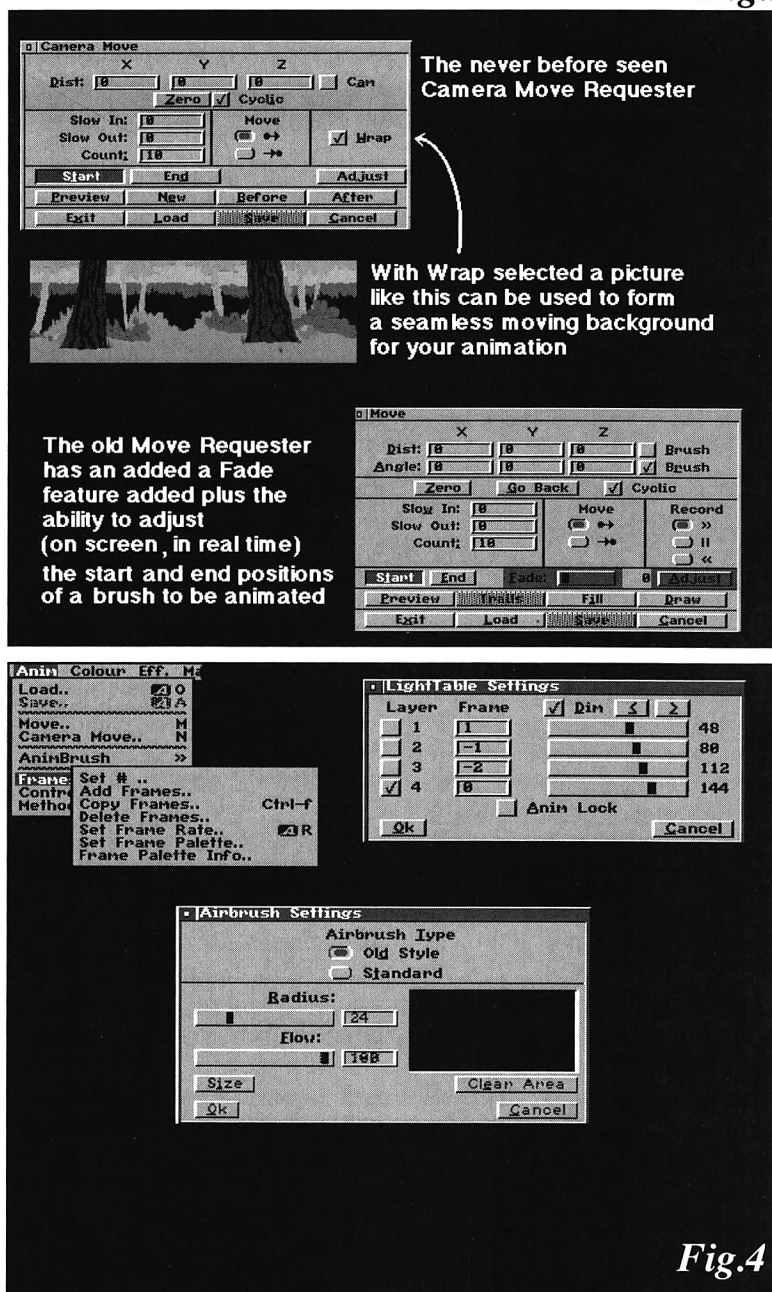 Camera Move
X Y Z
Dist: 0 0 0 Cam
Zero Cyclic
Slow In: 0 Move
Slow Out: 0
Count: 10 Wrap
Start End Adjust
Preview New Before After
Exit Load Save Cancel
The never before seen
Camera Move Requester
With Wrap selected a picture
like this can be used to form
a seamless moving background
for your animation
The old Move Requester
has an added a Fade
feature added plus the
ability to adjust
(on screen, in real time)
the start and end positions
of a brush to be animated
Move
X Y Z
Dist: 0 0 0 Brush
Angle: 0 0 0 Brush
Zero Go Back Cyclic
Slow In: 0 Move Record
Slow Out: 0
Count: 10
Start End Fade: 0 Adjust
Preview Trails Fill Draw
Exit Load Save Cancel
Anim Colour Eff.
Load.. A O
Save.. A A
Move.. M
Camera Move.. N
AnimBrush »
Frames
Contro
Method
Set # ..
Add Frames..
Copy Frames.. Ctrl-f
Delete Frames..
Set Frame Rate.. A R
Set Frame Palette..
Frame Palette Info..
LightTable Settings
Layer Frame Dim < >
1 1 48
2 -1 80
3 -2 112
4 0 144
Anim Lock
Ok Cancel
Airbrush Settings
Airbrush Type
Old Style
Standard
Radius:
24
Flow:
100
Size Clear Area
Ok Cancel
Fig.4